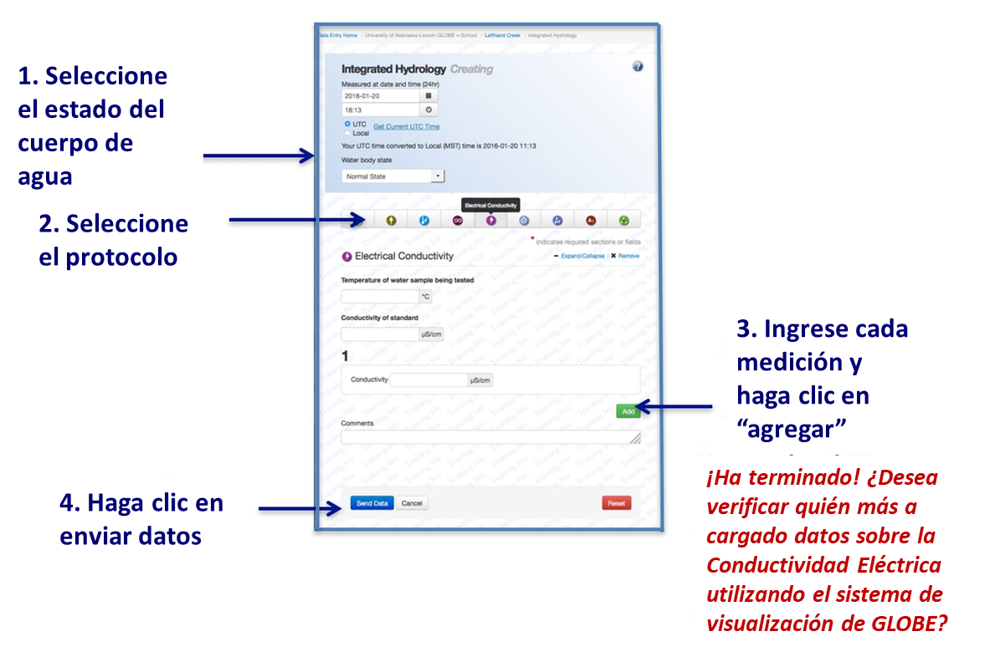 1. Seleccione
el estado del
cuerpo de
agua
2. Seleccione
el protocolo
Data Entry Home / University of Nebraska-Lincoln GLOBE v-School / Lefthand Creek / Integrated Hydrology
Integrated Hydrology Creating
Measured at date and time (24hr)
2016-01-20
18:13
UTC
Get Current UTC Time
Local
Your UTC time converted to Local (MST) time is 2016-01-20 11:13
Water body state
Normal State
Electrical Conductivity
* Indicates required sections or fields
Electrical Conductivity
Expand/Collapse
Remove
Temperature of water sample being tested
°C
Conductivity of standard
µS/cm
1
Conductivity
µS/cm
Add
Comments
Send Data
Cancel
Reset
Training Site
3. Ingrese cada
medición y
haga clic en
“agregar”
4. Haga clic en
enviar datos
¡Ha terminado! ¿Desea
verificar quién más a
cargado datos sobre la
Conductividad Eléctrica
utilizando el sistema de
visualización de GLOBE?